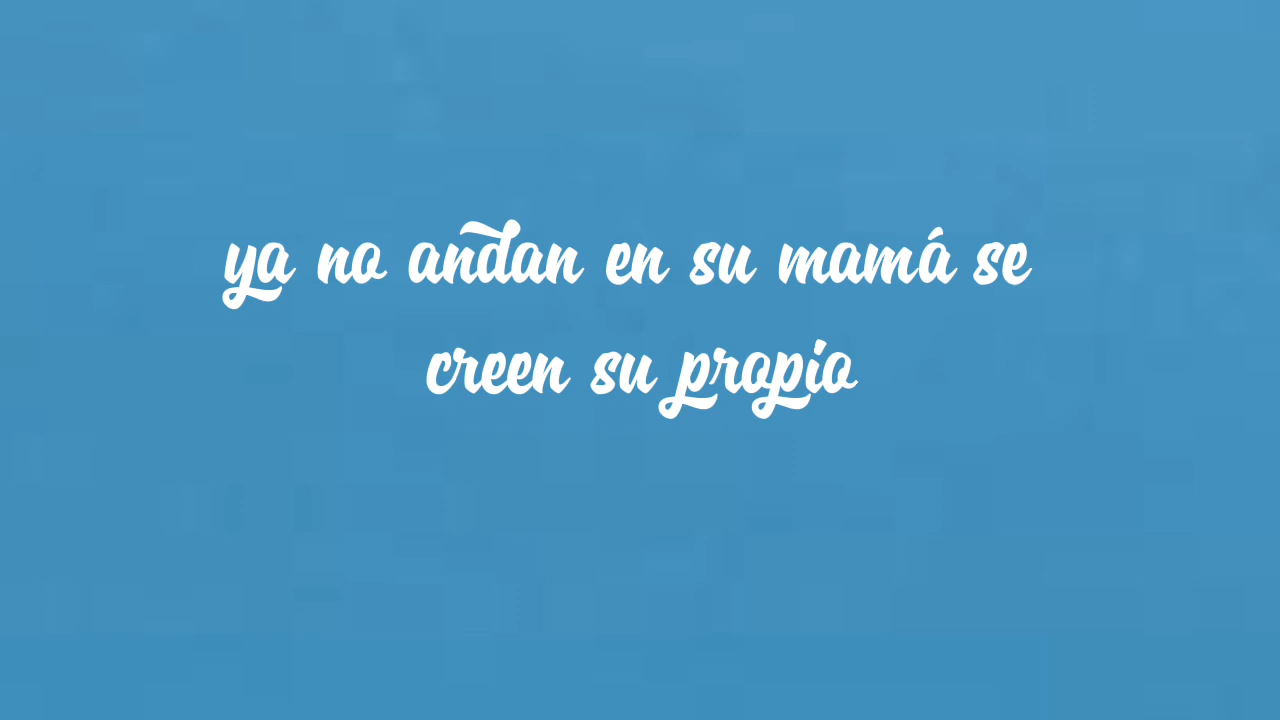 ya no andan en su mamá se
creen su propio